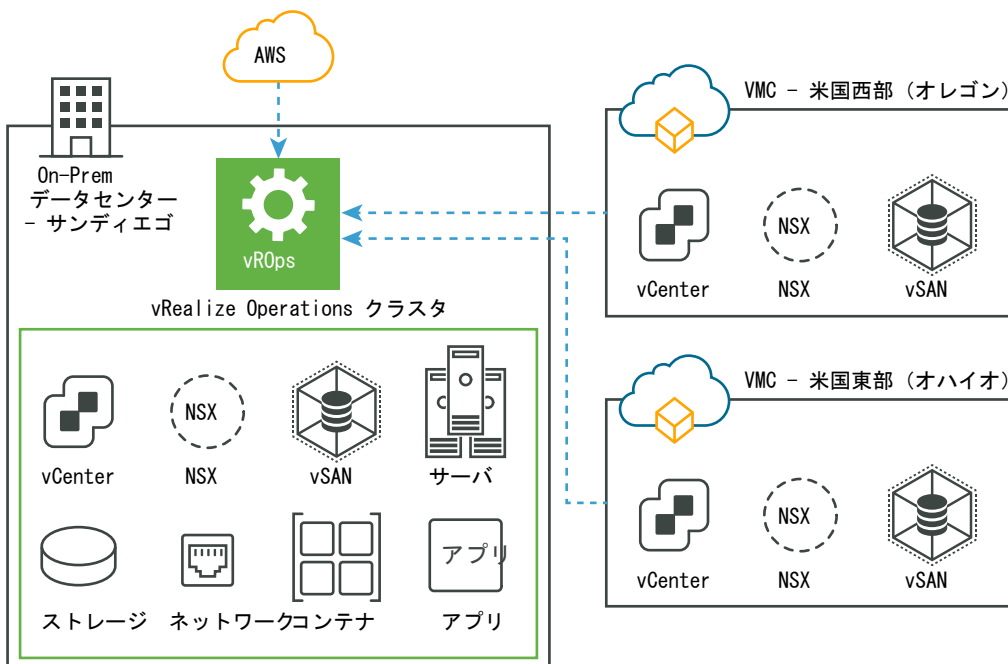 AWS
On-Prem
データセンター
- サンディエゴ
vROps
vRealize Operations クラスタ
NSX
vCenter
NSX
vSAN
サーバ
アプリ
ストレージ
ネットワーク
コンテナ
アプリ
VMC - 米国西部（オレゴン）
NSX
vCenter
NSX
vSAN
VMC - 米国東部（オハイオ）
NSX
vCenter
NSX
vSAN